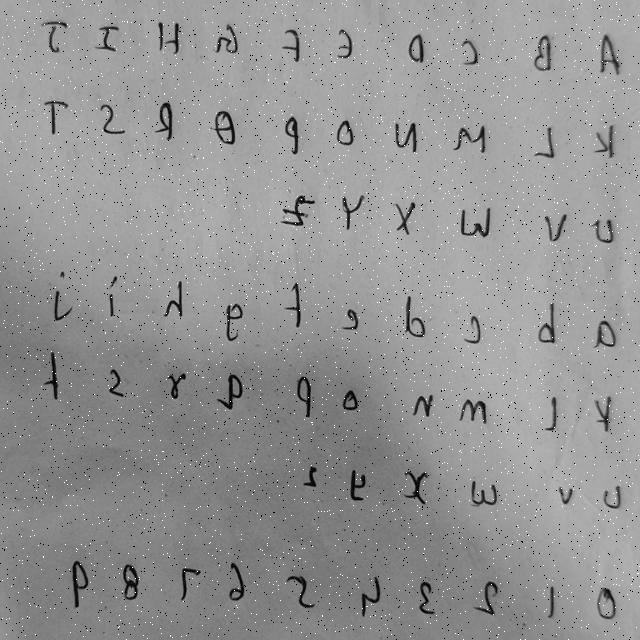 A B C D E F G H I J
K L M N O P Q R S T
U V W X Y Z
a b c d e f g h i j
k l m n o p q r s t
u v w x y z
0 1 2 3 4 5 6 7 8 9